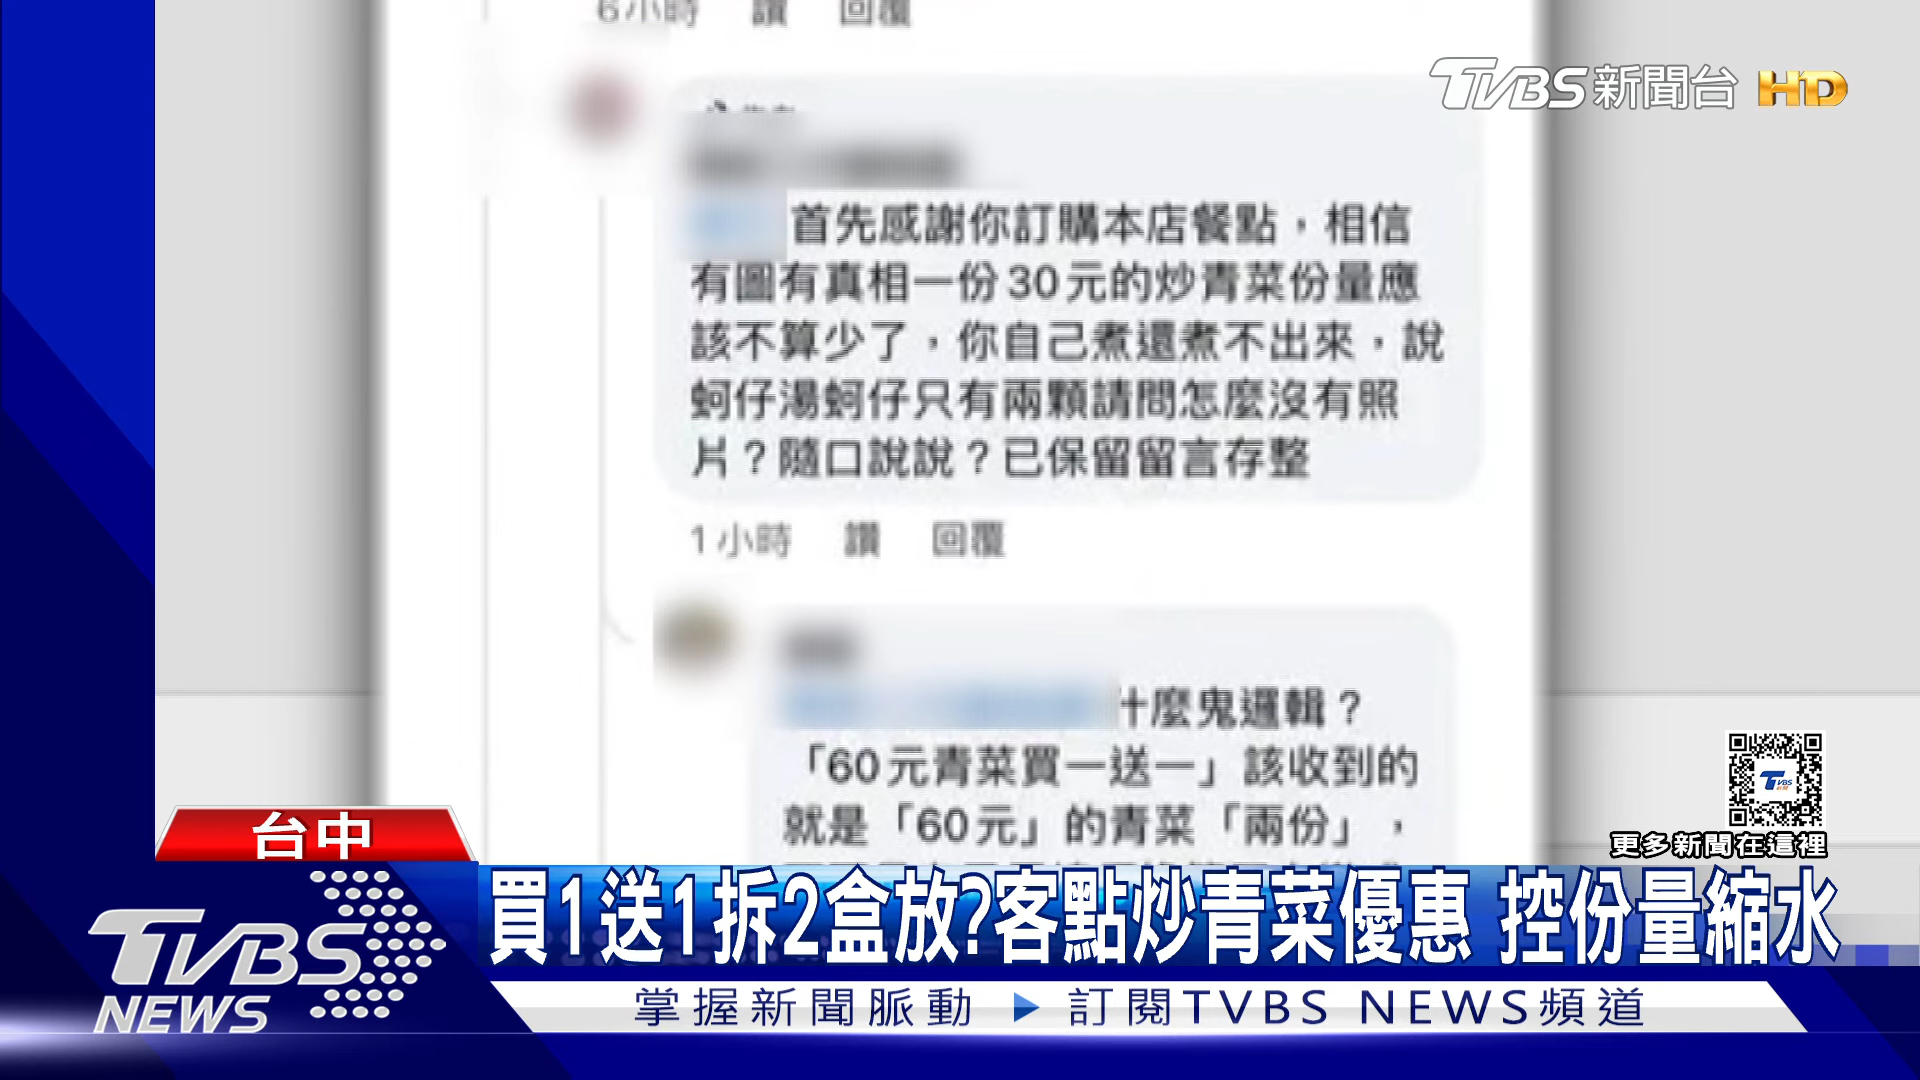 6小時 讚 回覆
TVBS新聞台 HD
首先感謝你訂購本店餐點，相信
有圖有真相一份30元的炒青菜份量應
該不算少了，你自己煮還煮不出來，說
蚵仔湯蚵仔只有兩顆請問怎麼沒有照
片？隨口說說？已保留留言存整
1小時 讚 回覆
什麼鬼邏輯？
「60元青菜買一送一」該收到的
就是「60元」的青菜「兩份」，
TVBS
更多新聞在這裡
台中
買1送1拆2盒放?客點炒青菜優惠 控份量縮水
TVBS
NEWS
掌握新聞脈動 ▶ 訂閱TVBS NEWS頻道